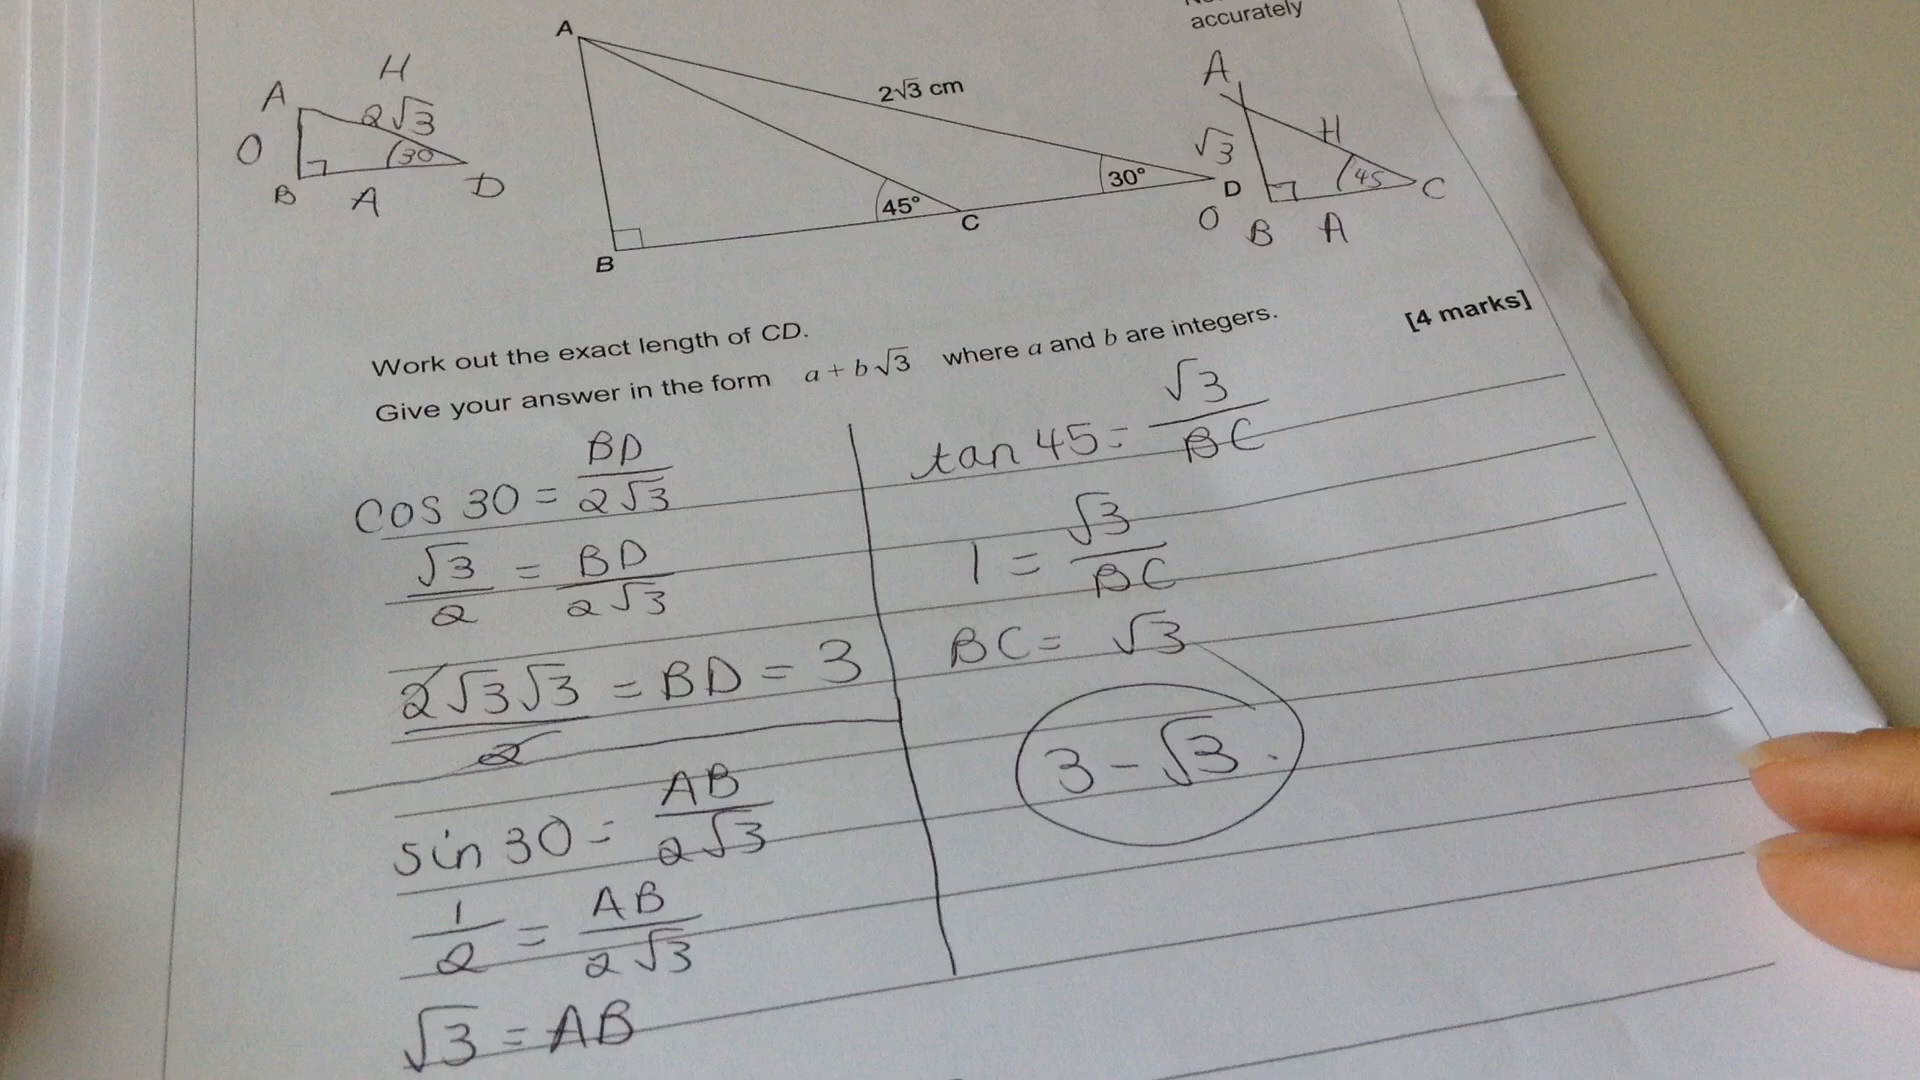 accurately
A
2√3 cm
45°
30°
B
C
D
H
A
2√3
O
30
B
A
D
A
√3
H
45
C
O
B
A
Work out the exact length of CD.
Give your answer in the form a + b√3 where a and b are integers.
[4 marks]
cos 30 = BD/2√3
√3/2 = BD/2√3
2√3√3/2 = BD = 3
sin 30 = AB/2√3
1/2 = AB/2√3
√3 = AB
tan 45 = √3/BC
1 = √3/BC
BC = √3
3 - √3.